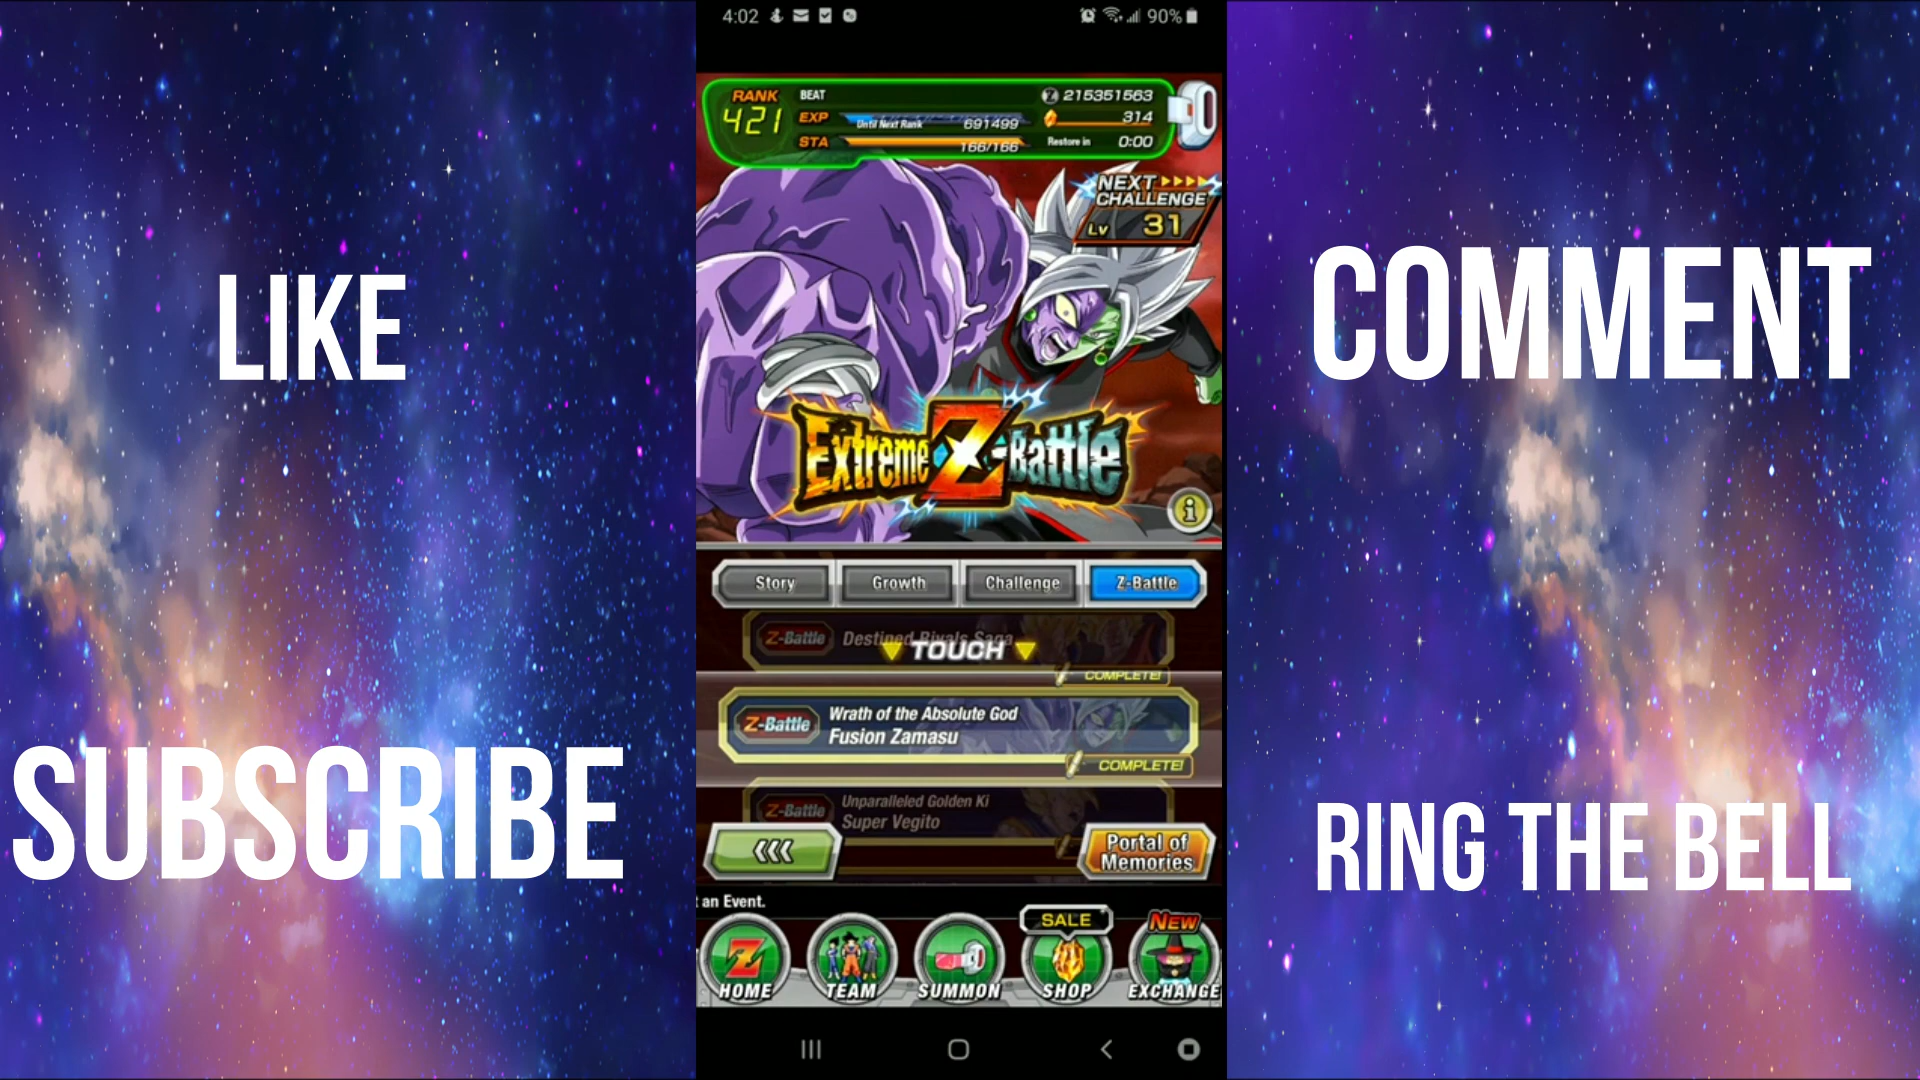 LIKE
SUBSCRIBE
4:02
90%
RANK
421
BEAT
EXP
Until Next Rank 691499
STA
166/166
215351563
314
Restore in 0:00
NEXT
CHALLENGE
Lv 31
Extreme Z-Battle
i
Story
Growth
Challenge
Z-Battle
Z-Battle Destined Rivals Saga
TOUCH
COMPLETE!
Z-Battle
Wrath of the Absolute God
Fusion Zamasu
COMPLETE!
Z-Battle
Unparalleled Golden Ki
Super Vegito
Portal of
Memories
t an Event.
SALE
NEW
HOME
TEAM
SUMMON
SHOP
EXCHANGE
COMMENT
RING THE BELL